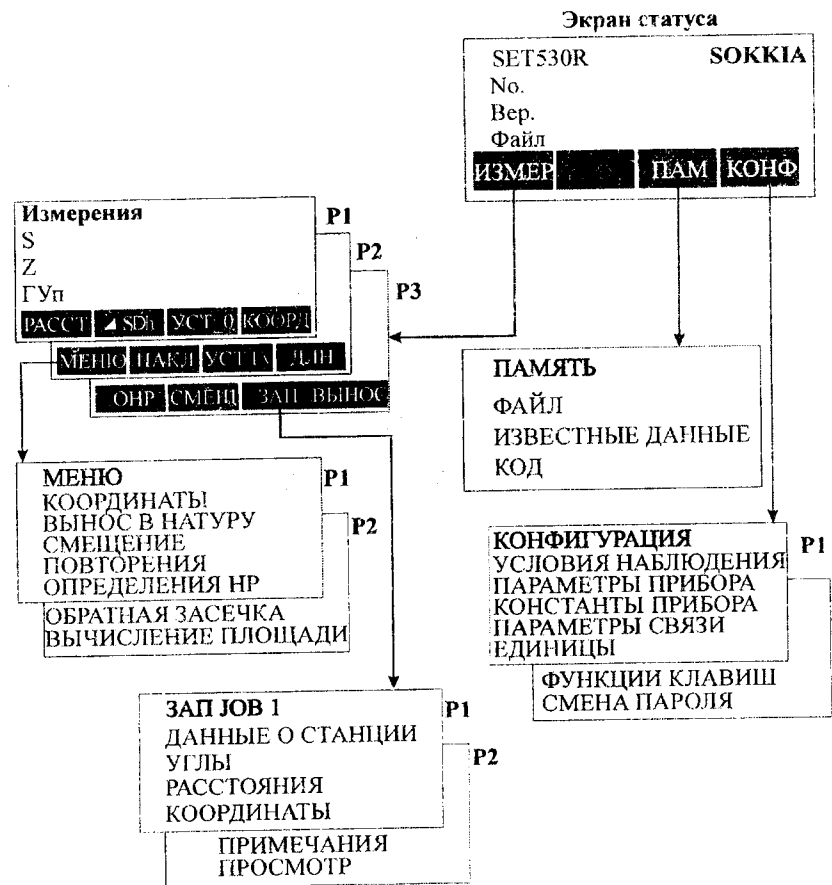 Экран статуса
SET530R SOKKIA
No.
Вер.
Файл
ИЗМЕР ПАМ КОНФ
Измерения P1
S P2
Z
P3
ГУп
РАССТ ◢ SDh УСТ_0 КООРД
МЕНЮ НАКЛ ДЛН
ОНР СМЕЩ ЗАП ВЫНОС
ПАМЯТЬ
ФАЙЛ
ИЗВЕСТНЫЕ ДАННЫЕ
КОД
МЕНЮ P1
КООРДИНАТЫ
ВЫНОС В НАТУРУ P2
СМЕЩЕНИЕ
ПОВТОРЕНИЯ
ОПРЕДЕЛЕНИЯ НР
ОБРАТНАЯ ЗАСЕЧКА
ВЫЧИСЛЕНИЕ ПЛОЩАДИ
КОНФИГУРАЦИЯ P1
УСЛОВИЯ НАБЛЮДЕНИЯ
ПАРАМЕТРЫ ПРИБОРА
КОНСТАНТЫ ПРИБОРА
ПАРАМЕТРЫ СВЯЗИ
ЕДИНИЦЫ
ФУНКЦИИ КЛАВИШ
СМЕНА ПАРОЛЯ
ЗАП JOB 1 P1
ДАННЫЕ О СТАНЦИИ
УГЛЫ P2
РАССТОЯНИЯ
КООРДИНАТЫ
ПРИМЕЧАНИЯ
ПРОСМОТР